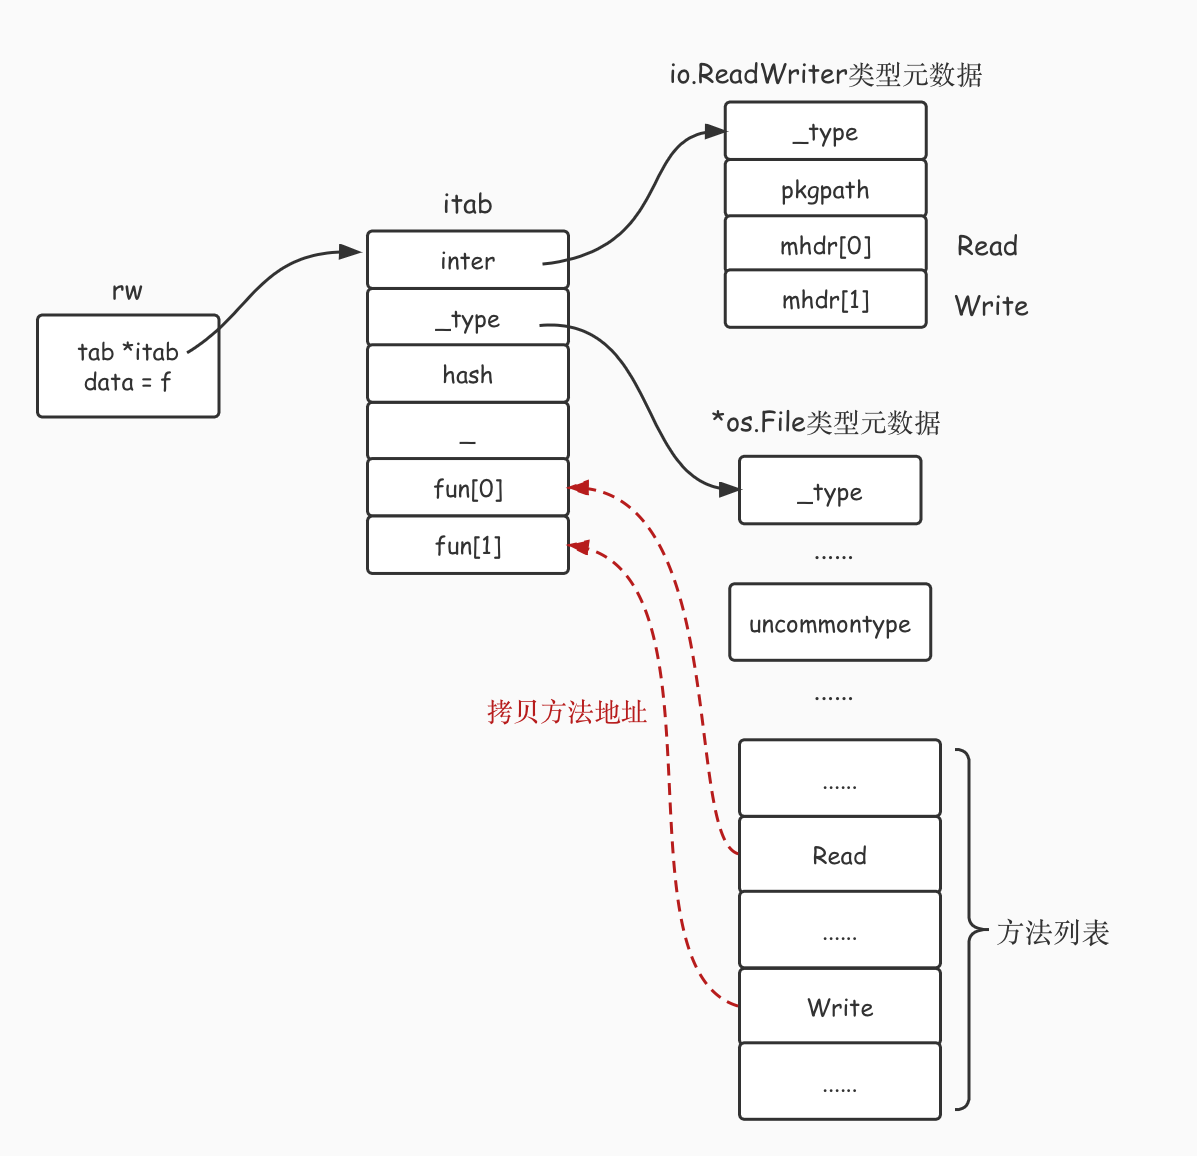 io.ReadWriter类型元数据
_type
pkgpath
mhdr[0]
Read
mhdr[1]
Write
itab
inter
_type
hash
_
fun[0]
fun[1]
rw
tab *itab
data = f
*os.File类型元数据
_type
......
uncommontype
......
拷贝方法地址
......
Read
......
方法列表
Write
......